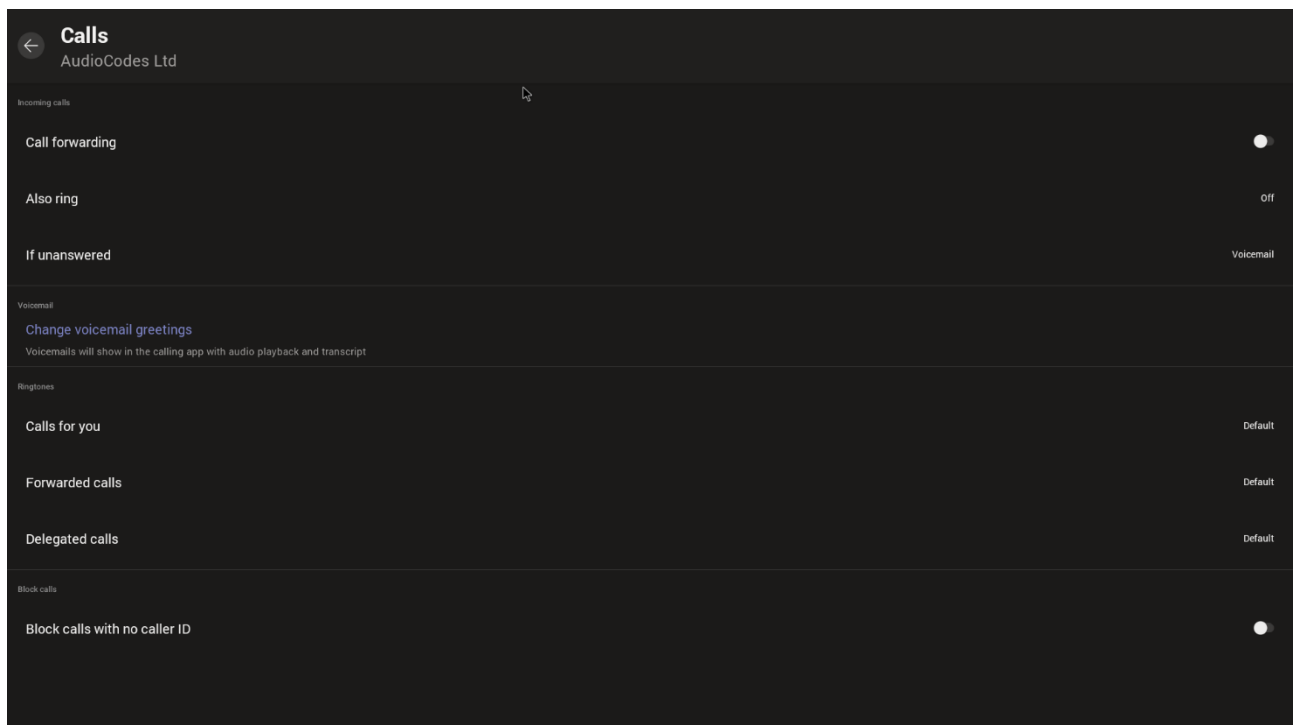 Calls
AudioCodes Ltd
Incoming calls
Call forwarding
Also ring Off
If unanswered Voicemail
Voicemail
Change voicemail greetings
Voicemails will show in the calling app with audio playback and transcript
Ringtones
Calls for you Default
Forwarded calls Default
Delegated calls Default
Block calls
Block calls with no caller ID